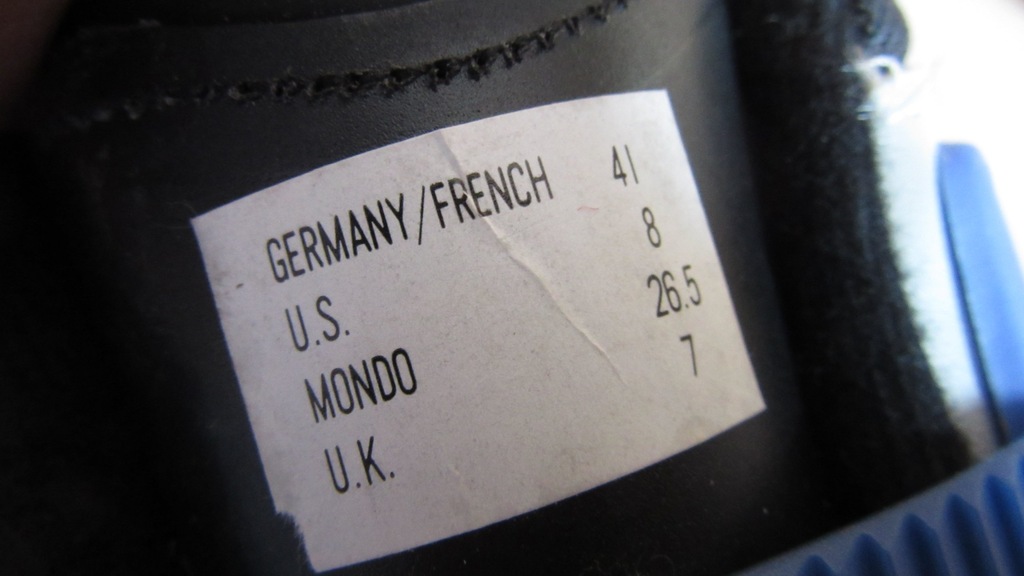 GERMANY/FRENCH 41
U.S. 8
MONDO 26.5
U.K. 7